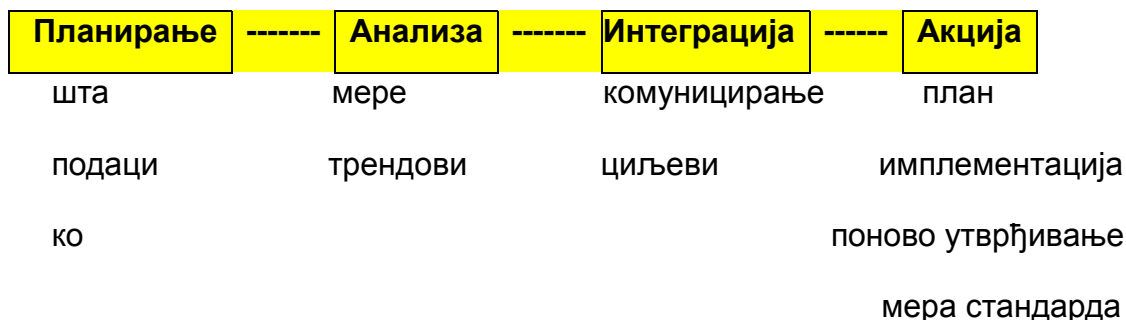 Планирање ------- Анализа ------- Интеграција ------ Акција
шта мере комуницирање план
подаци трендови циљеви имплементација
ко поново утврђивање
мера стандарда